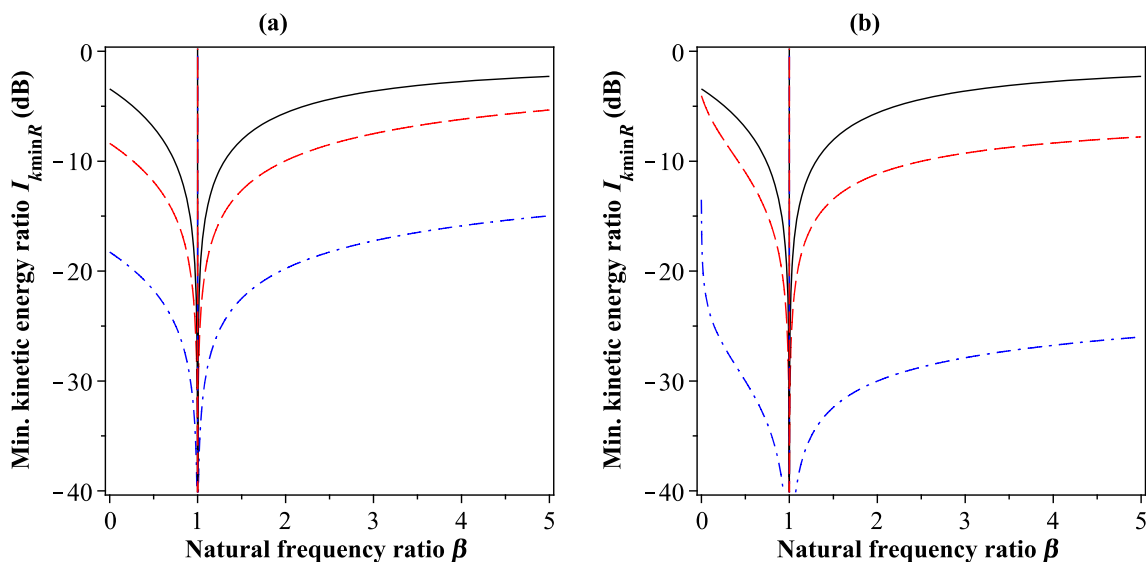 (a)
Min. kinetic energy ratio I_kminR (dB)
0
−10
−20
−30
−40
0 1 2 3 4 5
Natural frequency ratio β
(b)
Min. kinetic energy ratio I_kminR (dB)
0
−10
−20
−30
−40
0 1 2 3 4 5
Natural frequency ratio β